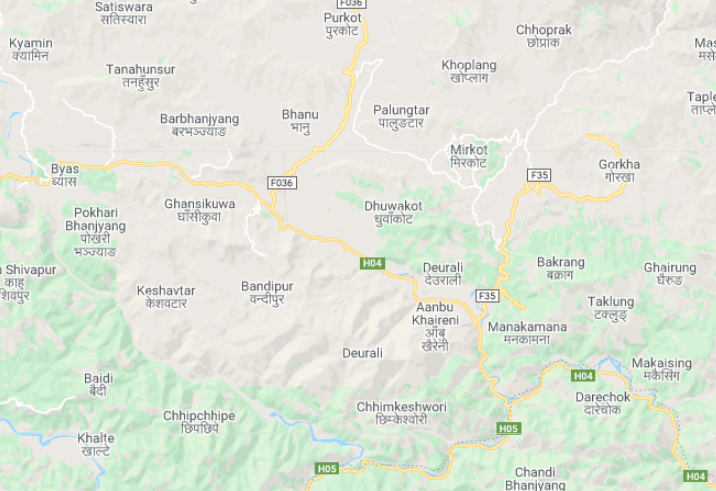 F036
Satiswara
सतिस्वारा
Purkot
पुरकोट
Chhoprak
छोप्राक
Kyamin
क्यामिन
Tanahunsur
तनहुँसुर
Khoplang
खोप्लाग
Bhanu
भानु
Palungtar
पालुङटार
Barbhanjyang
बरभञ्ज्याङ
Mirkot
मिरकोट
Gorkha
गोरखा
Byas
ब्यास
F036
F35
Ghansikuwa
घाँसीकुवा
Dhuwakot
धुवाँकोट
Pokhari
Bhanjyang
पोखरी
भञ्ज्याङ
H04
Deurali
देउराली
Bakrang
बक्राग
Ghairung
घैरुङ
Shivapur
काहु
शिवपुर
Keshavtar
केशवटार
Bandipur
वन्दीपुर
F35
Taklung
टक्लुङ्
Aanbu
Khaireni
आँबु
खैरेनी
Manakamana
मनकामना
Deurali
Makaising
मकैसिंग
H04
Baidi
बैदी
Darechok
दारेचोक
Chhipchhipe
छिपछिपे
Chhimkeshwori
छिम्केश्वोरी
H05
Khalte
खाल्टे
H05
H04
Chandi
Bhanjyang